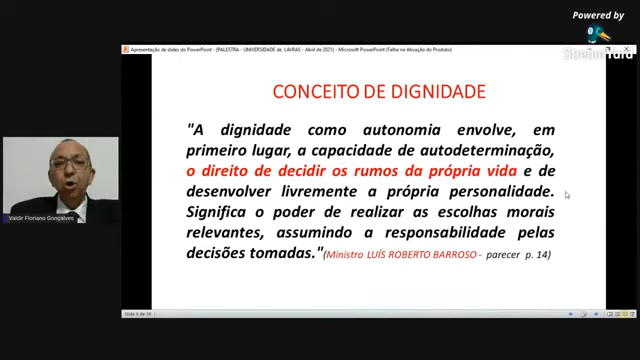 Powered by
StreamYard
Apresentação de slides do PowerPoint - [PALESTRA - UNIVERSIDADE de LAVRAS - Abril de 2021] - Microsoft PowerPoint (Falha na Ativação do Produto)
CONCEITO DE DIGNIDADE
"A dignidade como autonomia envolve, em
primeiro lugar, a capacidade de autodeterminação,
o direito de decidir os rumos da própria vida e de
desenvolver livremente a própria personalidade.
Significa o poder de realizar as escolhas morais
relevantes, assumindo a responsabilidade pelas
decisões tomadas."(Ministro LUÍS ROBERTO BARROSO - parecer p. 14)
Valdir Floriano Gonçalves